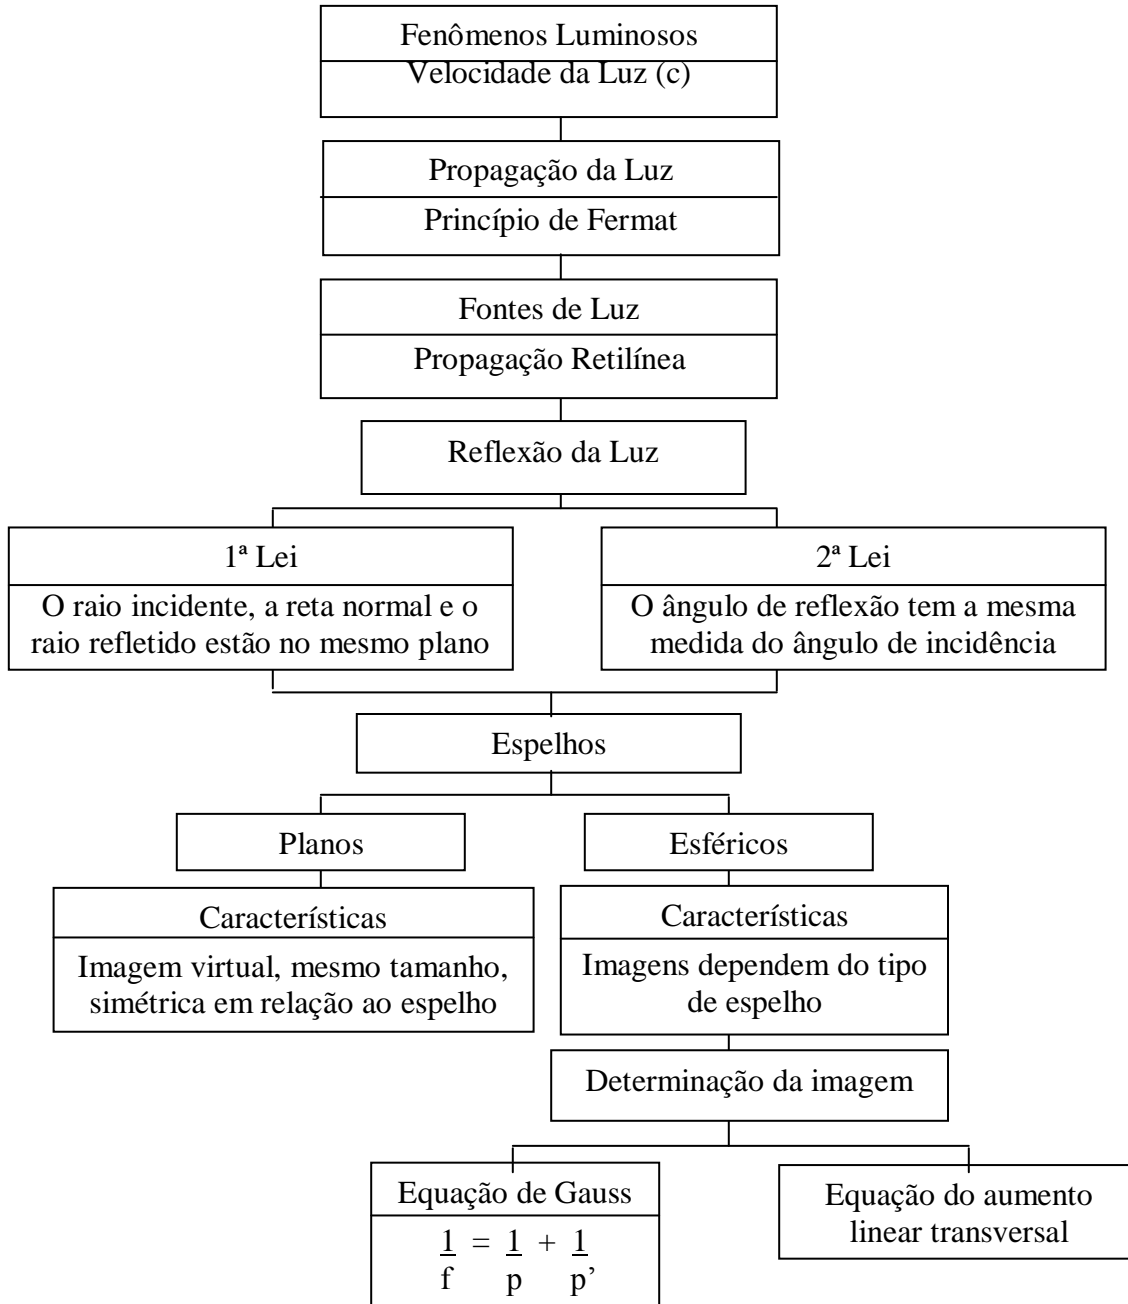 Fenômenos Luminosos
Velocidade da Luz (c)
Propagação da Luz
Princípio de Fermat
Fontes de Luz
Propagação Retilínea
Reflexão da Luz
1ª Lei
O raio incidente, a reta normal e o
raio refletido estão no mesmo plano
2ª Lei
O ângulo de reflexão tem a mesma
medida do ângulo de incidência
Espelhos
Planos
Esféricos
Características
Imagem virtual, mesmo tamanho,
simétrica em relação ao espelho
Características
Imagens dependem do tipo
de espelho
Determinação da imagem
Equação de Gauss
1 = 1 + 1
f p p’
Equação do aumento
linear transversal